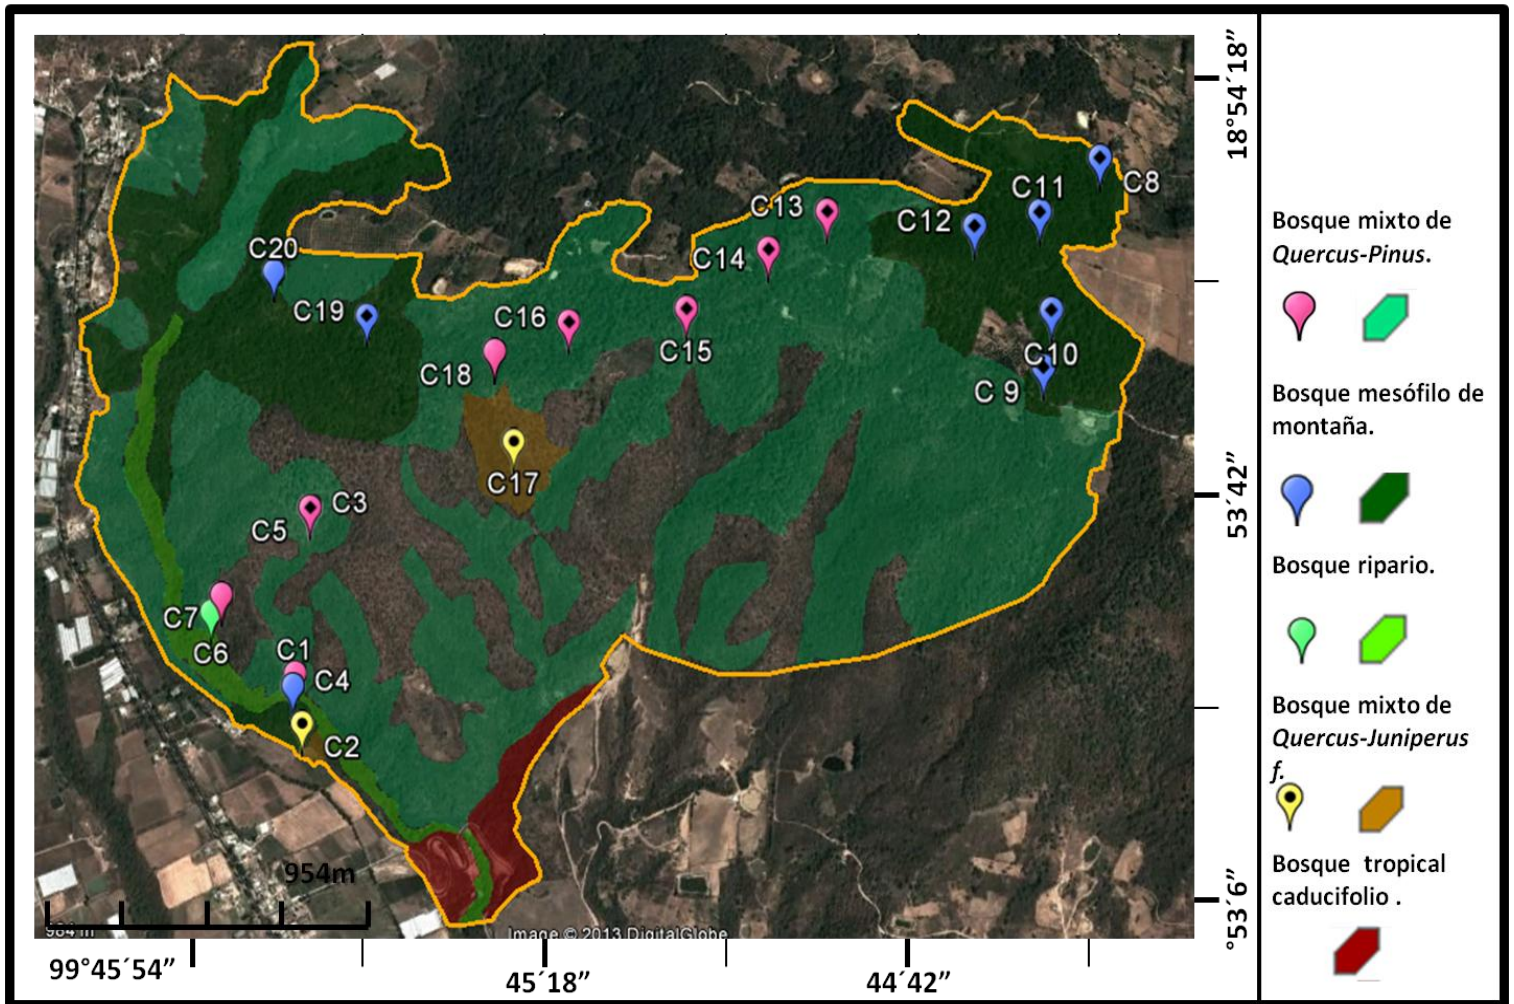 C8
C11
C12
C13
C14
C20
C19
C16
C15
C18
C10
C 9
C17
C3
C5
C7
C6
C1
C4
C2
954m
984 m
Image © 2013 DigitalGlobe
99°45´54”
45´18”
44´42”
18°54´18”
53´42”
°53´6”
Bosque mixto de
Quercus-Pinus.
Bosque mesófilo de
montaña.
Bosque ripario.
Bosque mixto de
Quercus-Juniperus
f.
Bosque tropical
caducifolio .